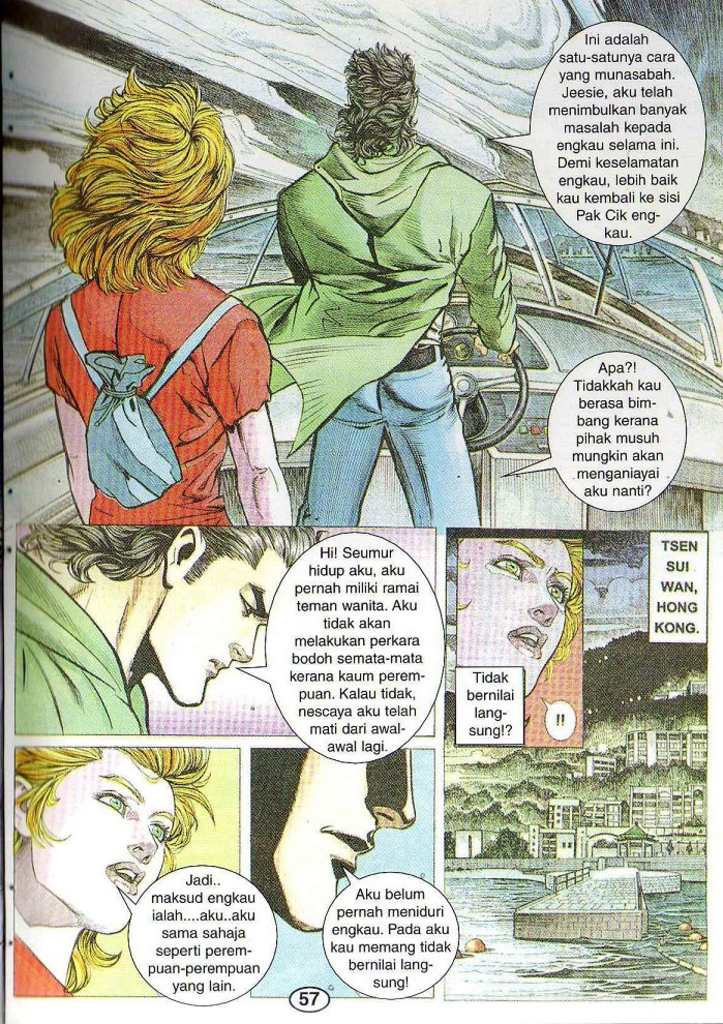 Ini adalah
satu-satunya cara
yang munasabah.
Jeesie, aku telah
menimbulkan banyak
masalah kepada
engkau selama ini.
Demi keselamatan
engkau, lebih baik
kau kembali ke sisi
Pak Cik eng-
kau.
Apa?!
Tidakkah kau
berasa bim-
bang kerana
pihak musuh
mungkin akan
menganiayai
aku nanti?
Hi! Seumur
hidup aku, aku
pernah miliki ramai
teman wanita. Aku
tidak akan
melakukan perkara
bodoh semata-mata
kerana kaum perem-
puan. Kalau tidak,
nescaya aku telah
mati dari awal-
awal lagi.
TSEN
SUI
WAN,
HONG
KONG.
Tidak
bernilai
lang-
sung!?
!!
Jadi..
maksud engkau
ialah....aku..aku
sama sahaja
seperti perem-
puan-perempuan
yang lain.
Aku belum
pernah meniduri
engkau. Pada aku
kau memang tidak
bernilai lang-
sung!
57